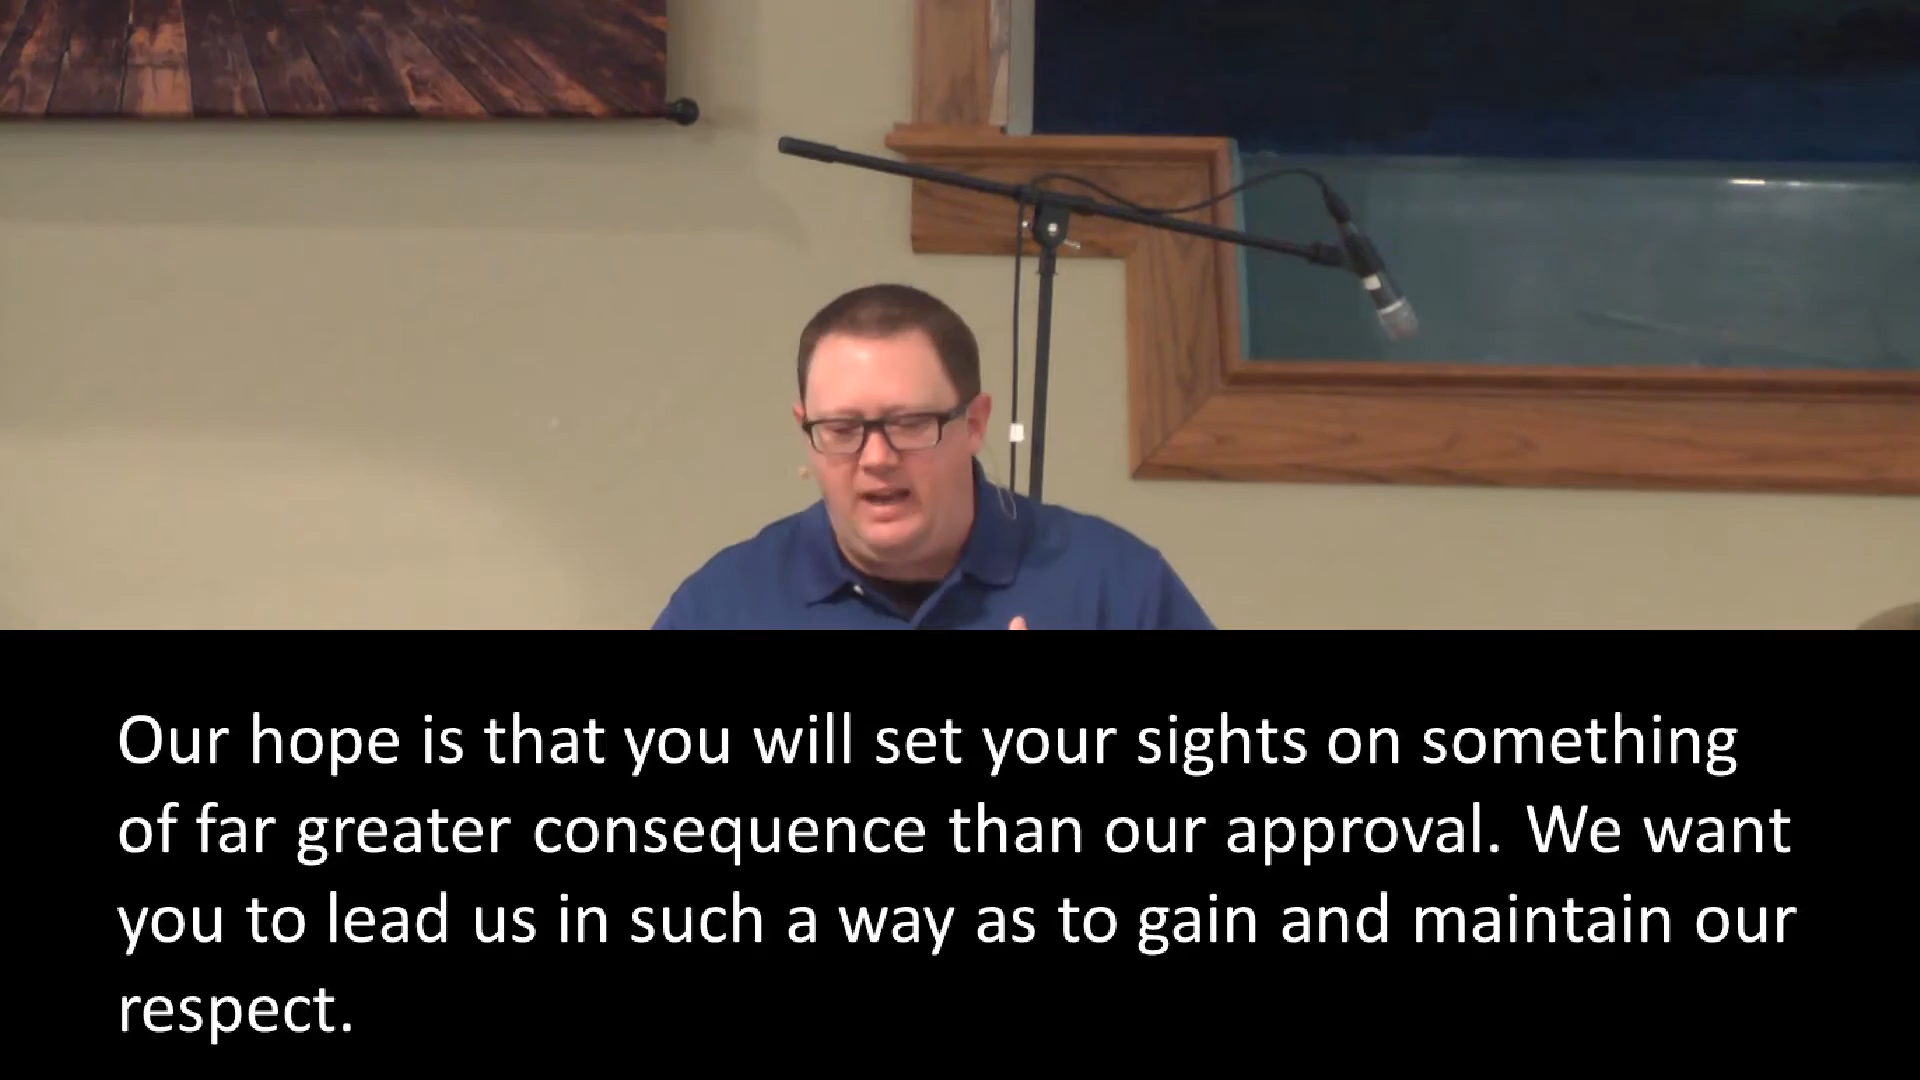 Our hope is that you will set your sights on something
of far greater consequence than our approval. We want
you to lead us in such a way as to gain and maintain our
respect.